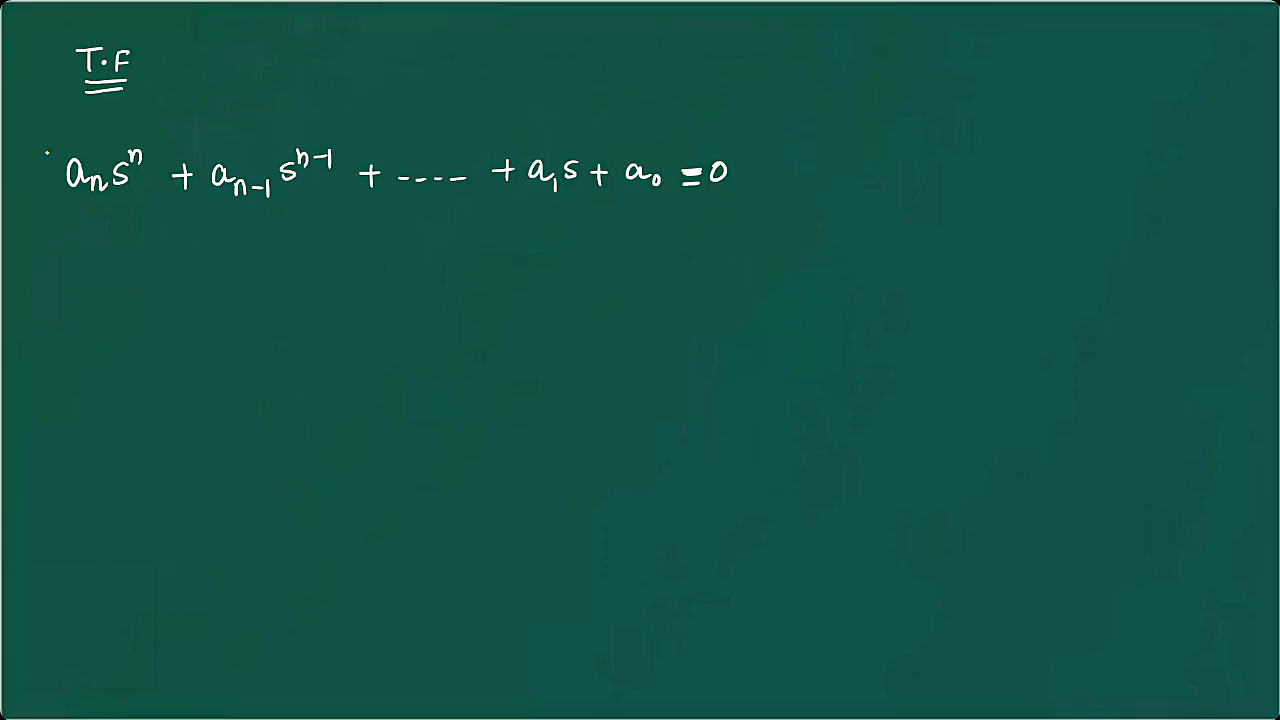 T.F
aₙsⁿ + aₙ₋₁sⁿ⁻¹ + ---- + a₁s + a₀ = 0